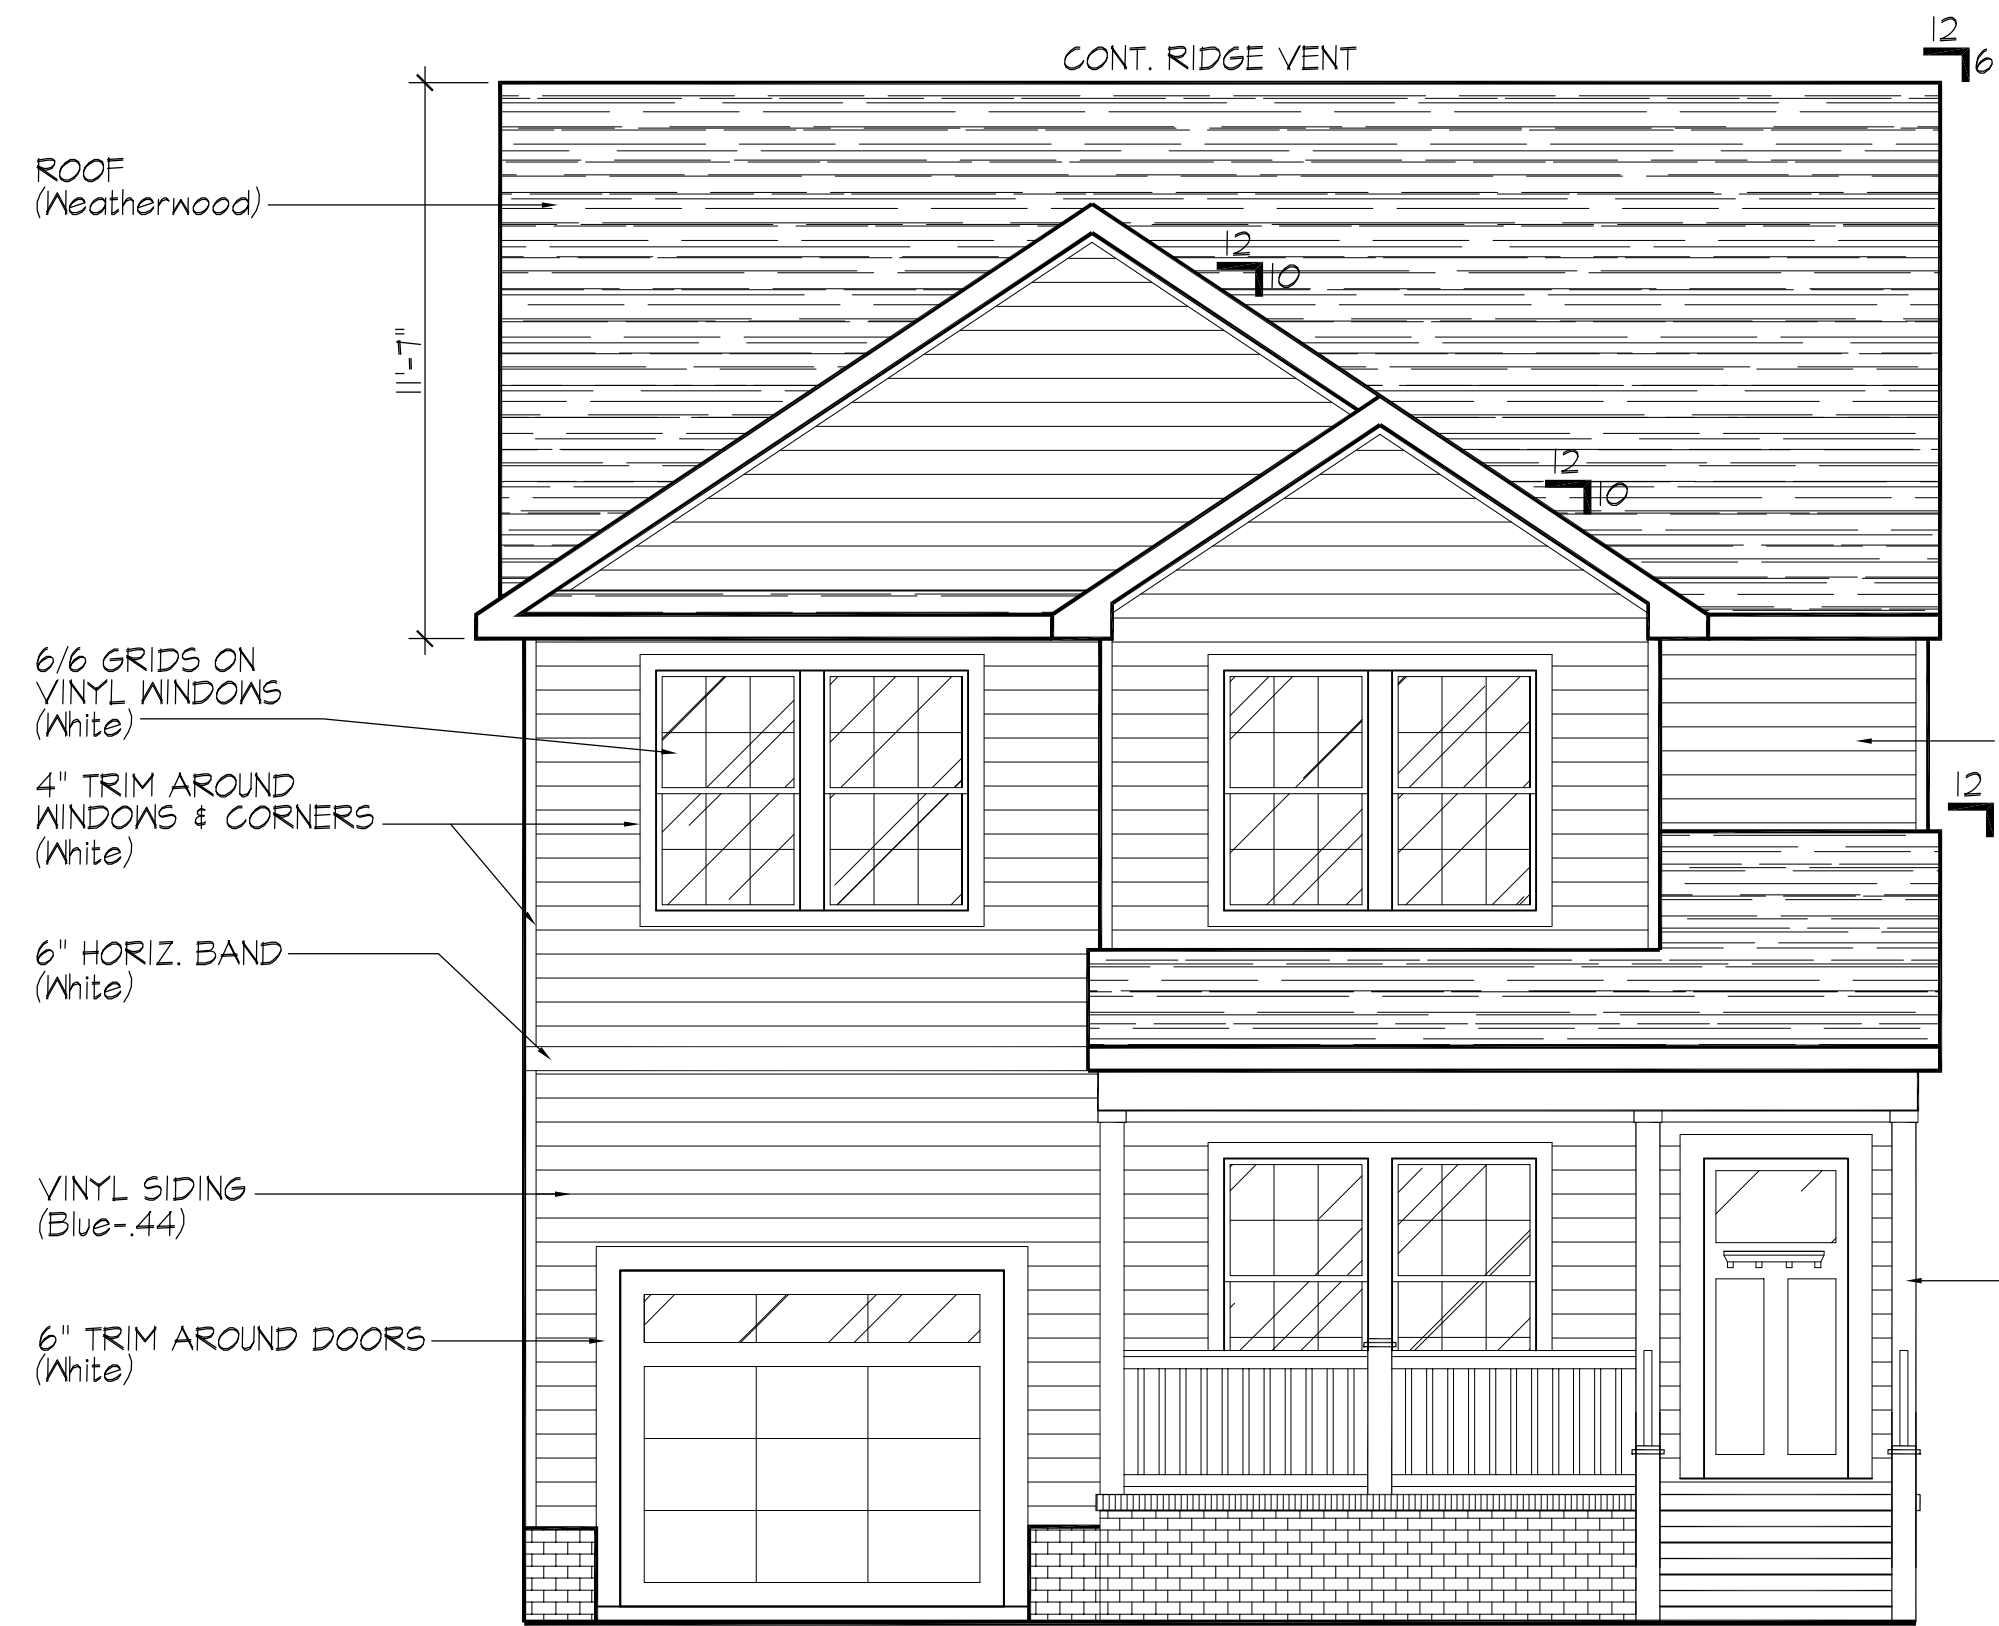 12
CONT. RIDGE VENT
6
ROOF
(Weatherwood)
12
10
11'-7"
12
10
6/6 GRIDS ON
VINYL WINDOWS
(White)
4" TRIM AROUND
WINDOWS & CORNERS
(White)
12
6" HORIZ. BAND
(White)
VINYL SIDING
(Blue-.44)
6" TRIM AROUND DOORS
(White)